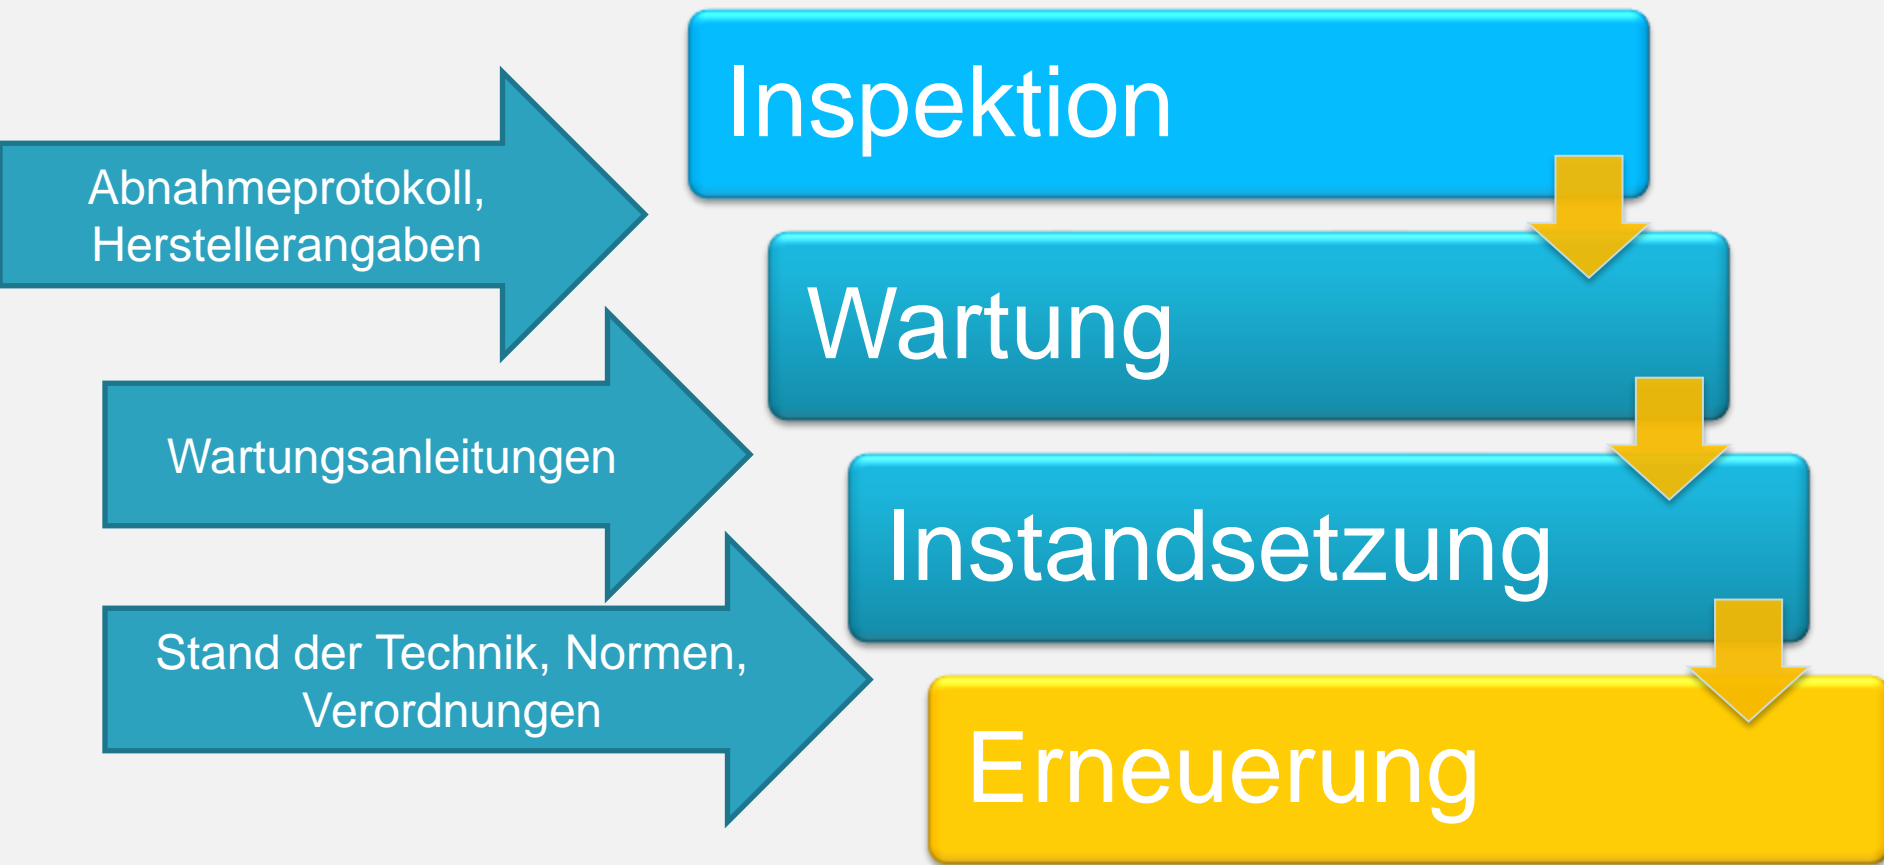 Inspektion
Abnahmeprotokoll,
Herstellerangaben
Wartung
Wartungsanleitungen
Instandsetzung
Stand der Technik, Normen,
Verordnungen
Erneuerung